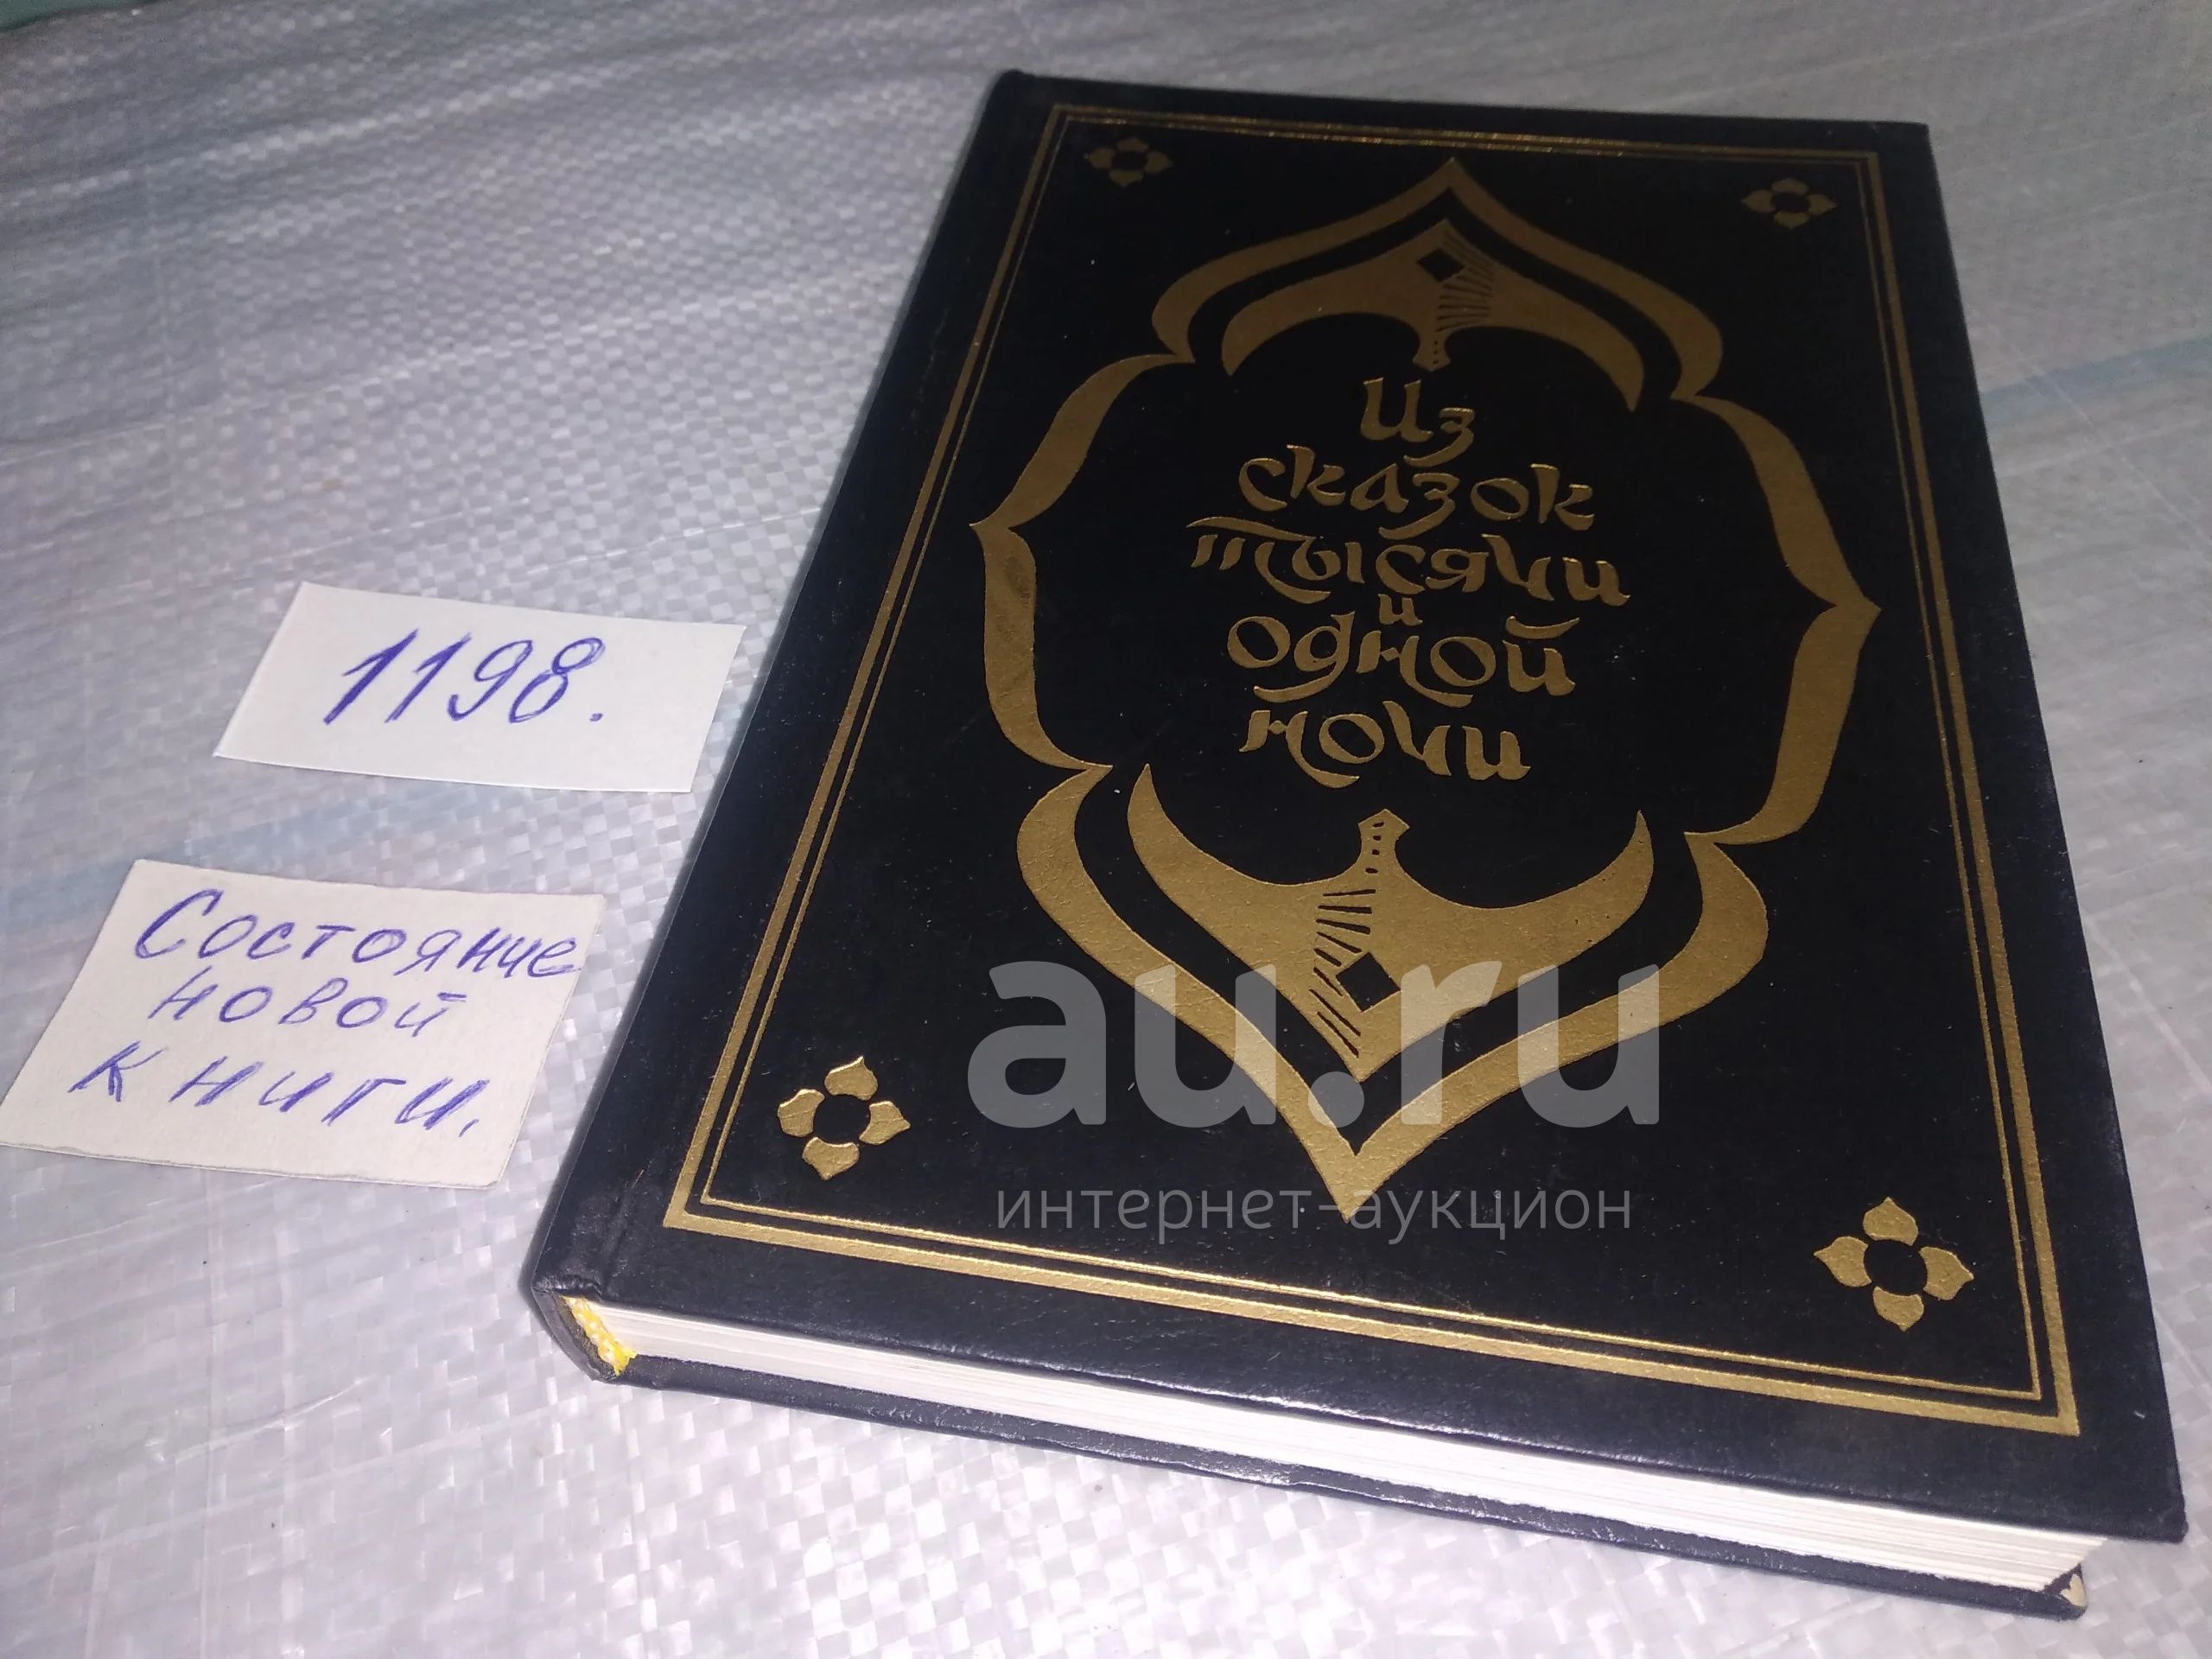 Из
сказок
тысячи
и
одной
ночи
1198.
Состояние
новой
книги.
au.ru
интернет-аукцион